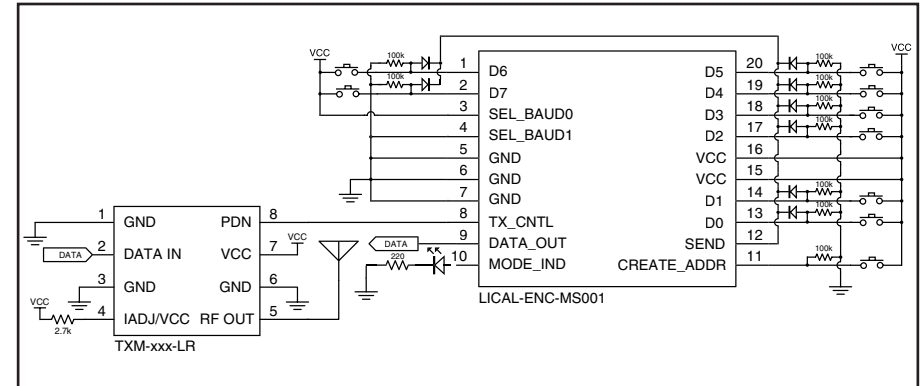 VCC
100k
100k
1 D6
2 D7
3 SEL_BAUD0
4 SEL_BAUD1
5 GND
6 GND
7 GND
8 TX_CNTL
9 DATA_OUT
10 MODE_IND
DATA
220
D5 20
D4 19
D3 18
D2 17
VCC 16
VCC 15
D1 14
D0 13
SEND 12
CREATE_ADDR 11
LICAL-ENC-MS001
100k
100k
100k
100k
100k
100k
100k
VCC
1 GND
DATA 2 DATA IN
3 GND
VCC
2.7k
4 IADJ/VCC
PDN 8
VCC 7
VCC
GND 6
RF OUT 5
TXM-xxx-LR